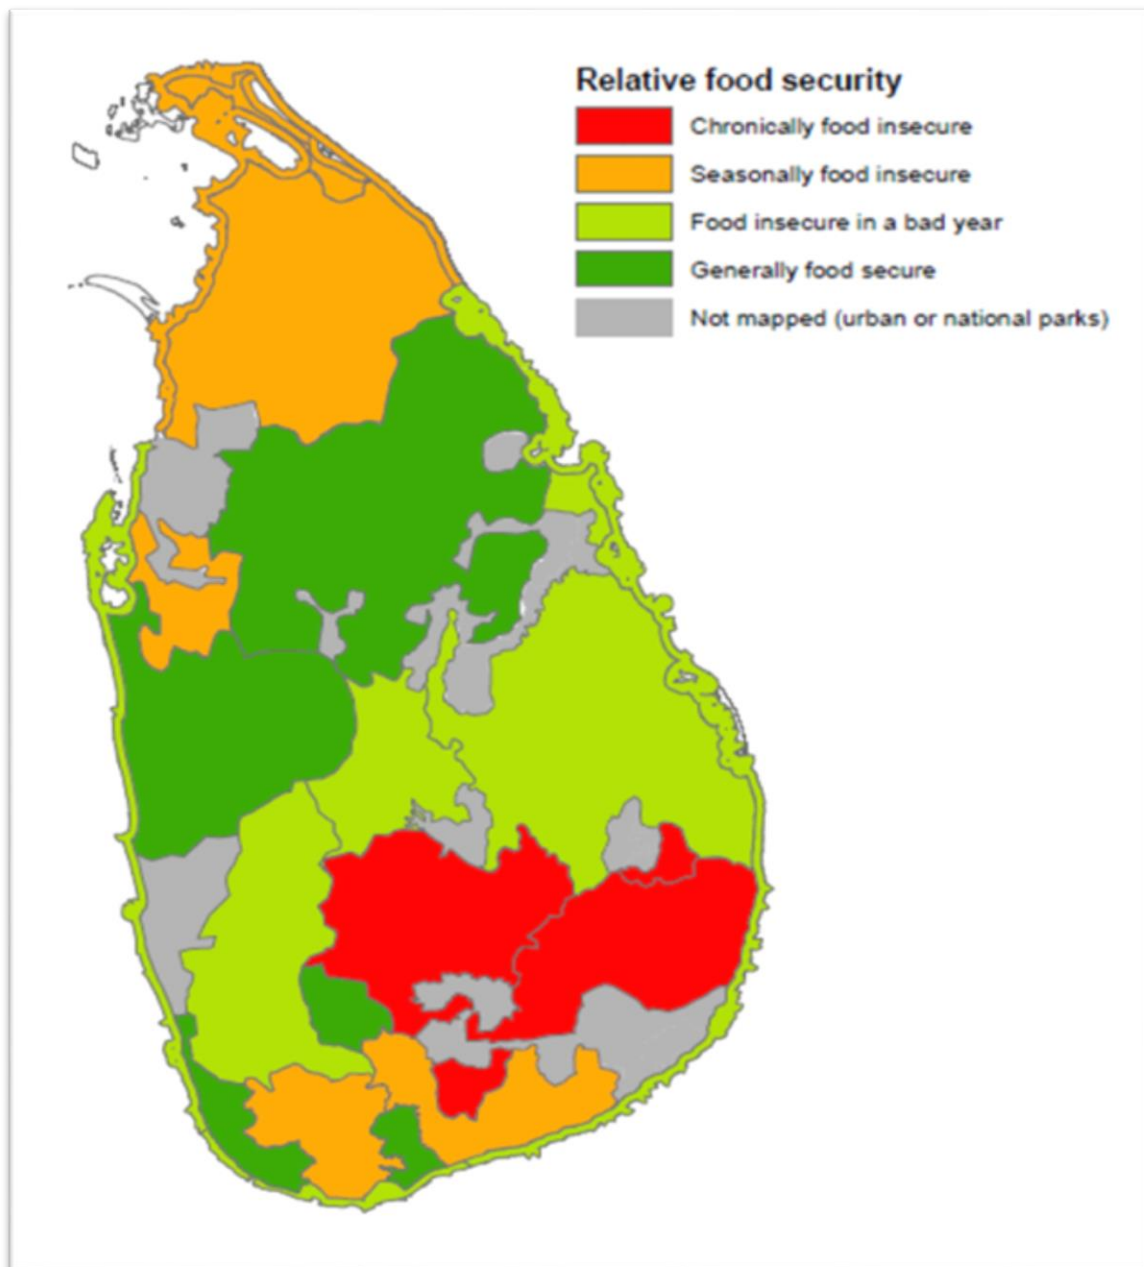 Relative food security
Chronically food insecure
Seasonally food insecure
Food insecure in a bad year
Generally food secure
Not mapped (urban or national parks)